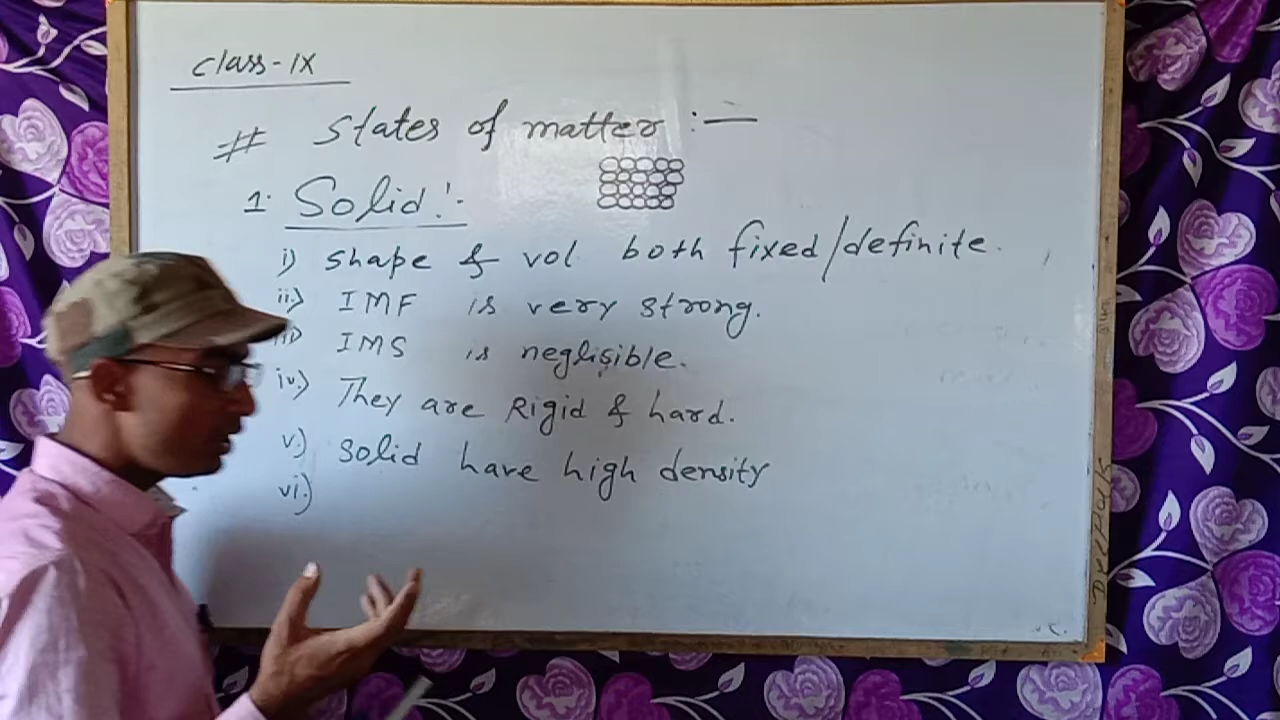 class-IX
# States of matter :—
1. Solid :-
i) shape & vol both fixed/definite.
ii.) IMF is very strong.
iii) IMS is negligible.
iv.) They are Rigid & hard.
v.) solid have high density
vi.)